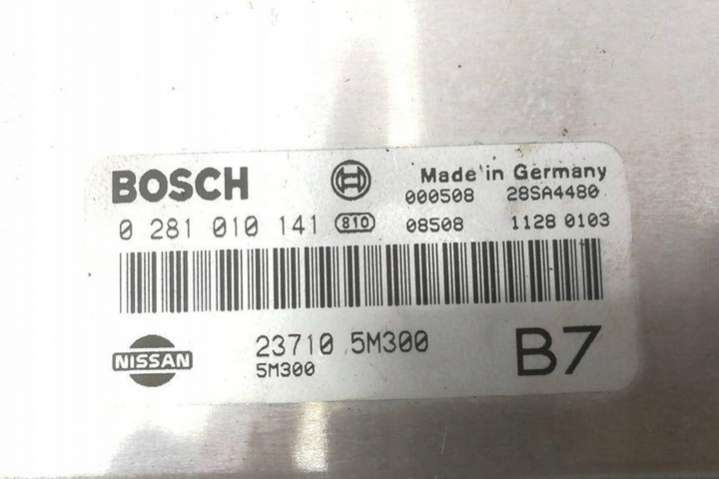 BOSCH Made in Germany
000508 28SA4480
0 281 010 141 810 08508 1128 0103
NISSAN 23710 5M300 B7
5M300